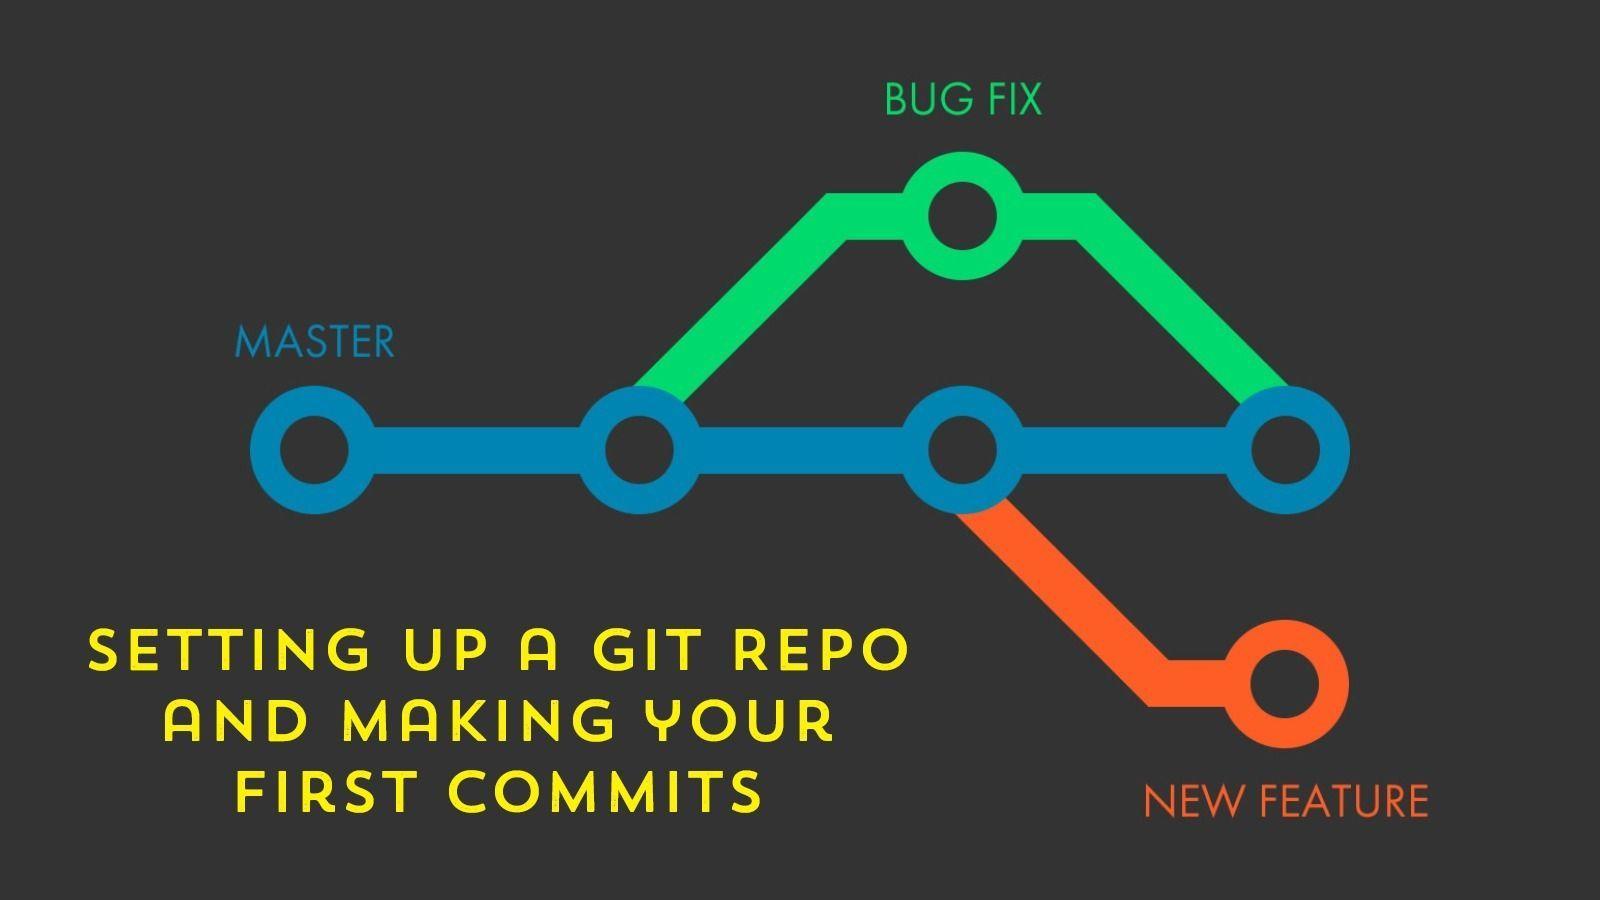 BUG FIX
MASTER
SETTING UP A GIT REPO
AND MAKING YOUR
FIRST COMMITS
NEW FEATURE